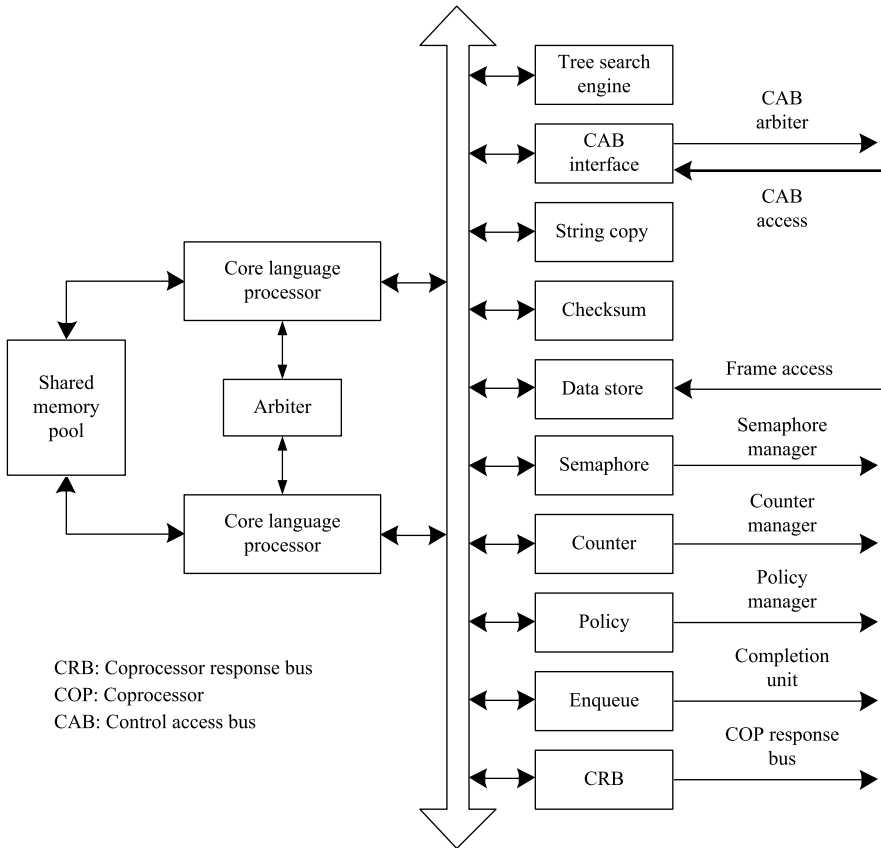 Tree search
engine
CAB
arbiter
CAB
interface
CAB
access
String copy
Core language
processor
Checksum
Shared
memory
pool
Arbiter
Data store
Frame access
Semaphore
Semaphore
manager
Core language
processor
Counter
Counter
manager
Policy
Policy
manager
CRB: Coprocessor response bus
COP: Coprocessor
CAB: Control access bus
Enqueue
Completion
unit
CRB
COP response
bus